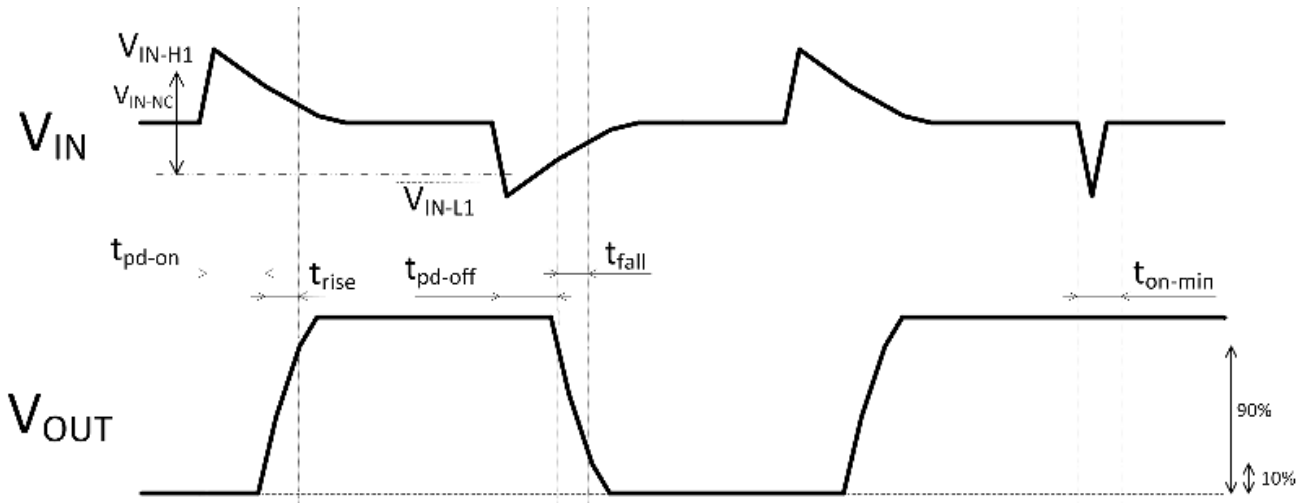 VIN-H1
VIN-NC
VIN
VIN-L1
tpd-on
trise
tpd-off
tfall
ton-min
VOUT
90%
10%